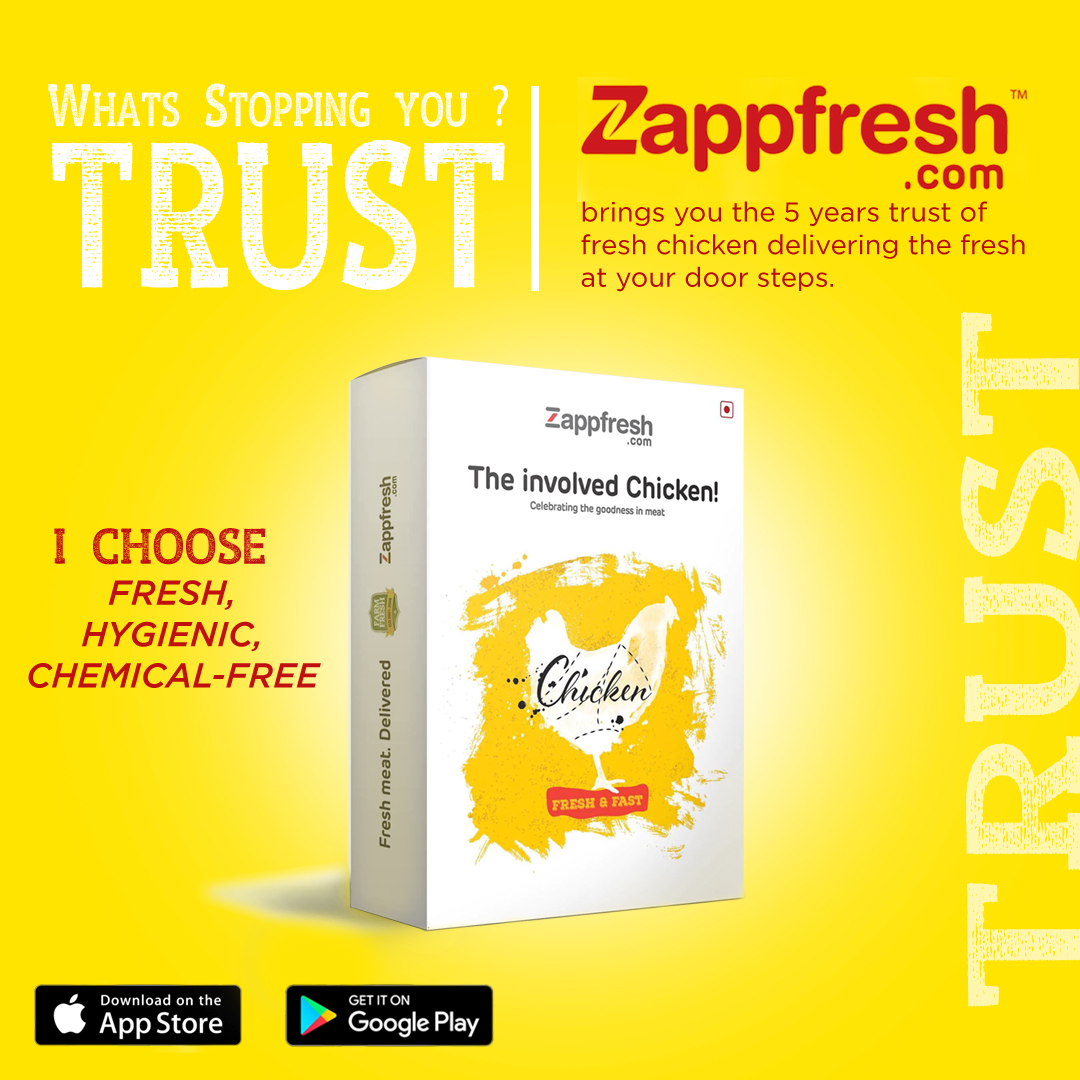 WHATS STOPPING YOU ?
TRUST
Zappfresh™
.com
brings you the 5 years trust of
fresh chicken delivering the fresh
at your door steps.
TRUST
Zappfresh
.com
The involved Chicken!
Celebrating the goodness in meat
Chicken
FRESH & FAST
Zappfresh
.com
FARM
FRESH
Fresh meat. Delivered
I CHOOSE
FRESH,
HYGIENIC,
CHEMICAL-FREE
Download on the
App Store
GET IT ON
Google Play